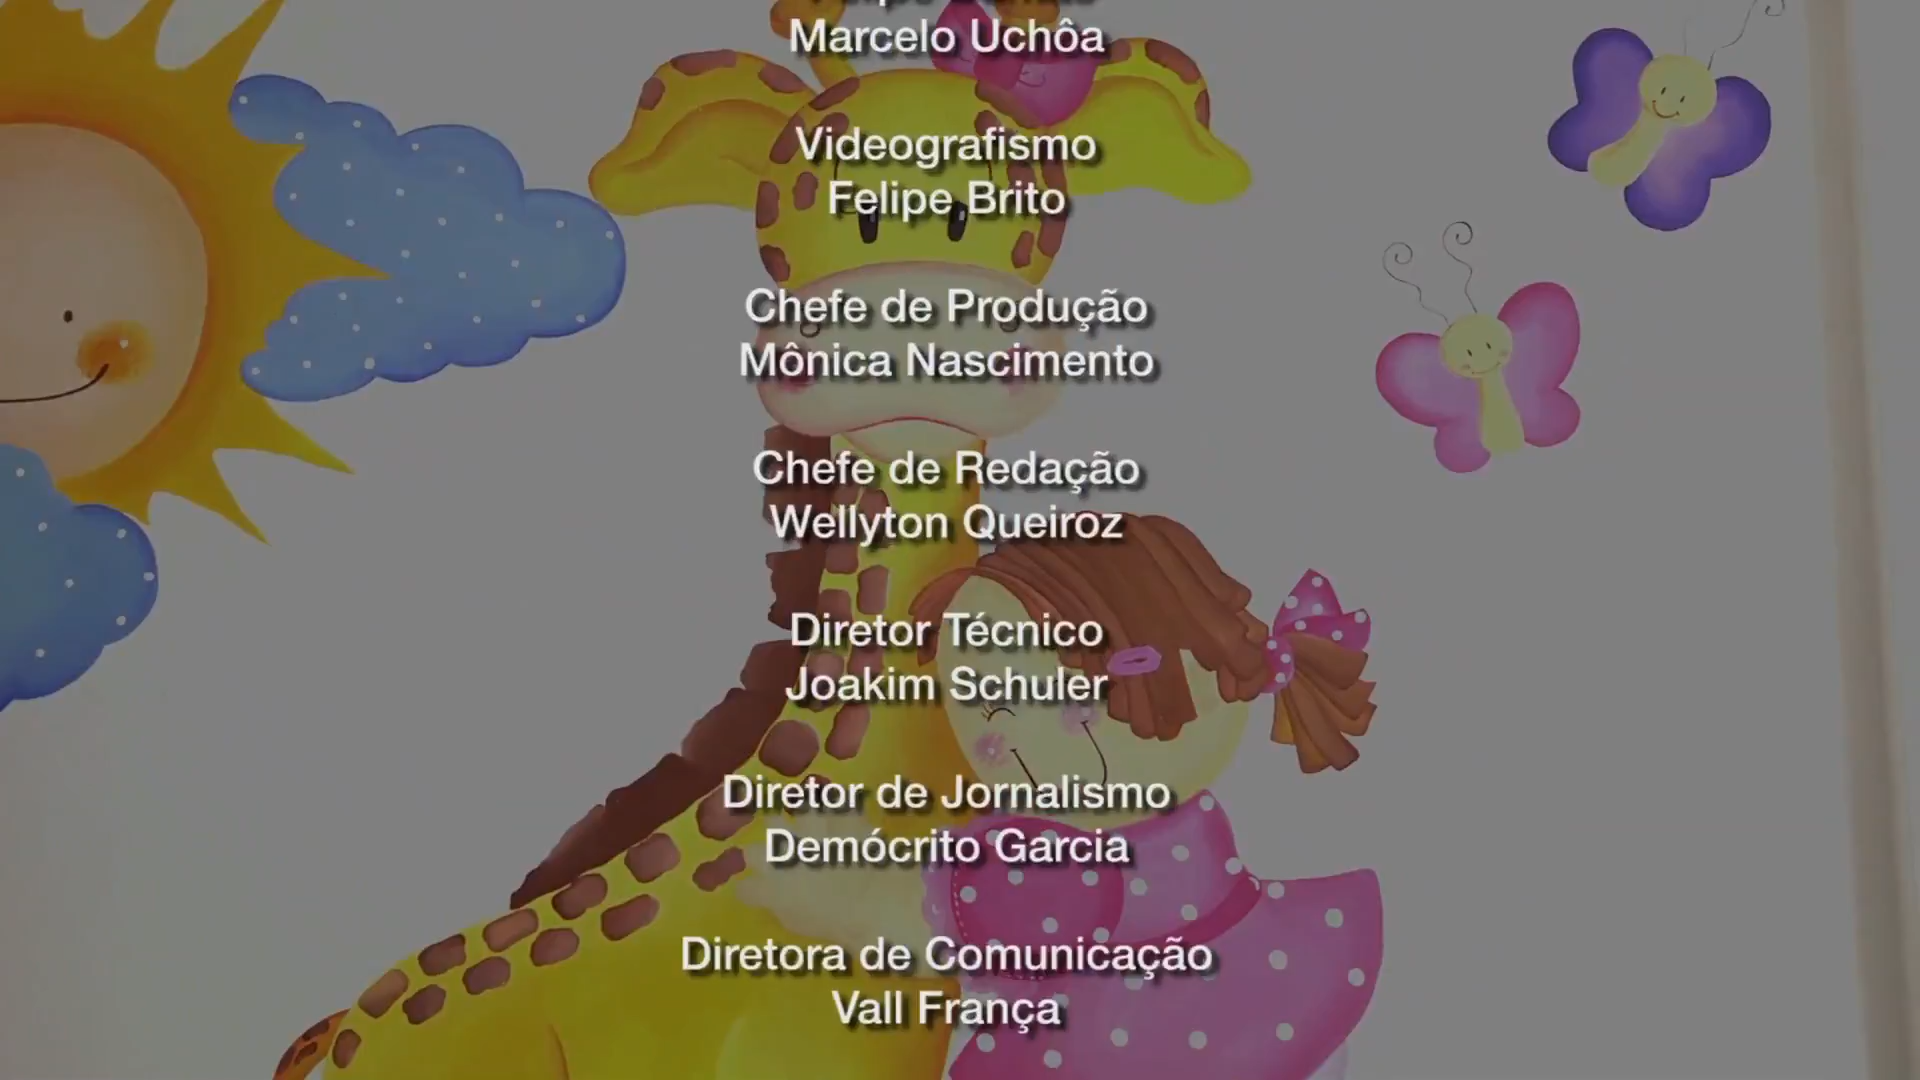 Marcelo Uchôa
Videografismo
Felipe Brito
Chefe de Produção
Mônica Nascimento
Chefe de Redação
Wellyton Queiroz
Diretor Técnico
Joakim Schuler
Diretor de Jornalismo
Demócrito Garcia
Diretora de Comunicação
Vall França